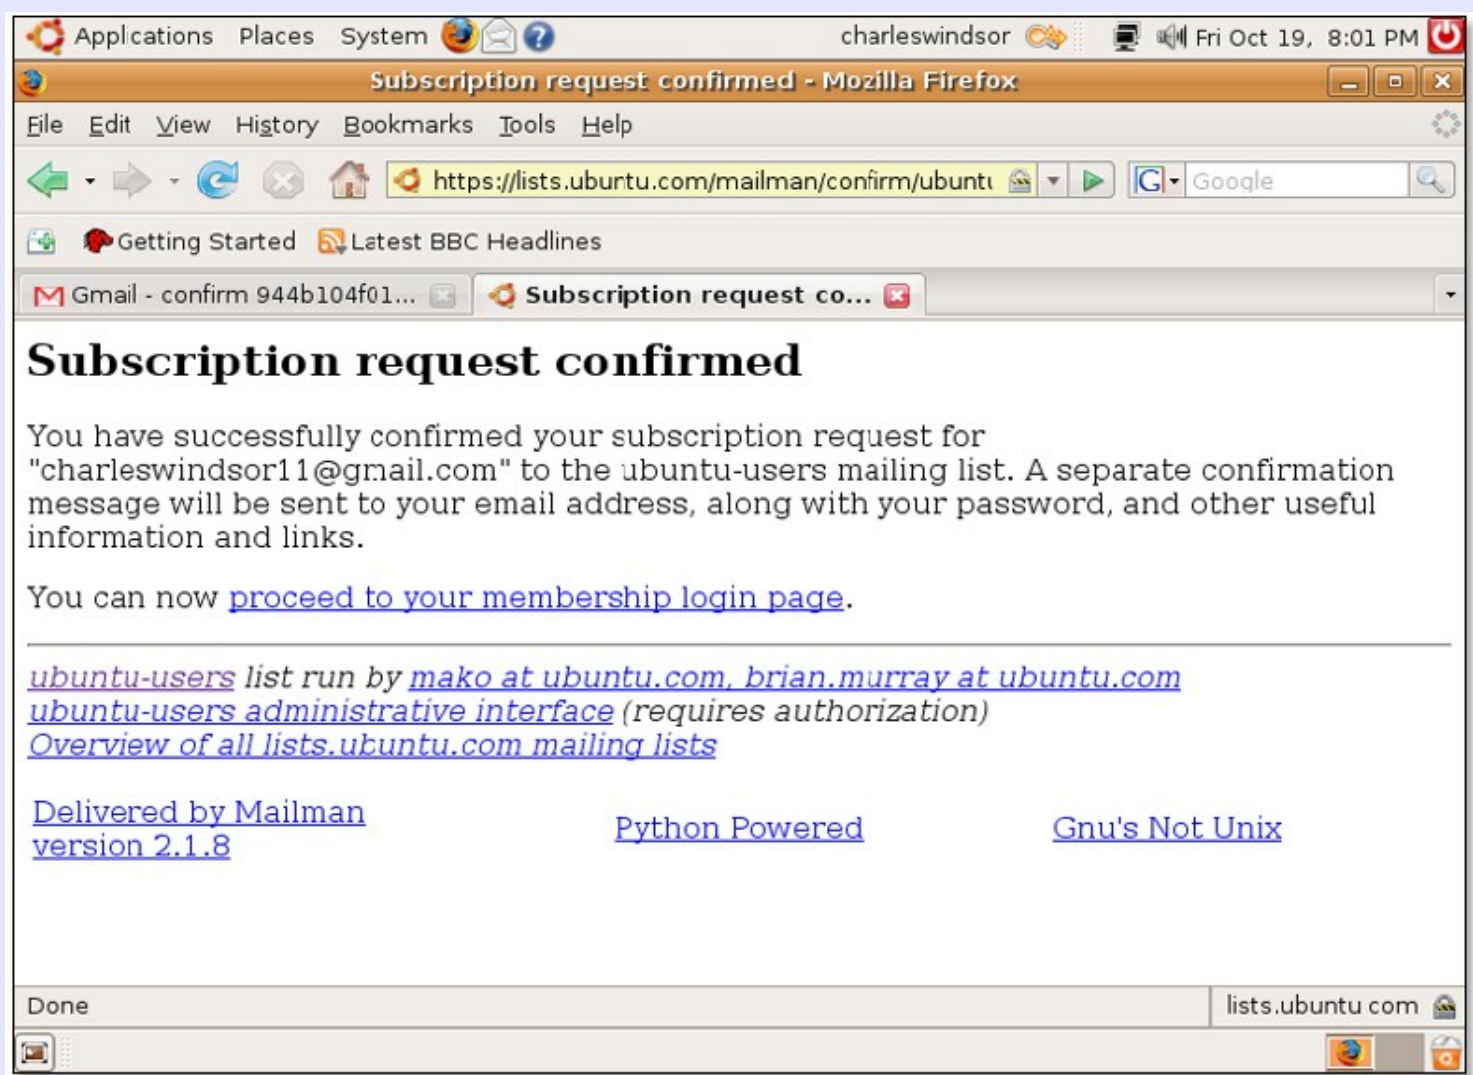 Applications Places System charleswindsor Fri Oct 19, 8:01 PM
Subscription request confirmed - Mozilla Firefox
File Edit View History Bookmarks Tools Help
https://lists.ubuntu.com/mailman/confirm/ubuntu G Google
Getting Started Latest BBC Headlines
Gmail - confirm 944b104f01... Subscription request co...
Subscription request confirmed
You have successfully confirmed your subscription request for
"charleswindsor11@gmail.com" to the ubuntu-users mailing list. A separate confirmation
message will be sent to your email address, along with your password, and other useful
information and links.
You can now proceed to your membership login page.
ubuntu-users list run by mako at ubuntu.com, brian.murray at ubuntu.com
ubuntu-users administrative interface (requires authorization)
Overview of all lists.ubuntu.com mailing lists
Delivered by Mailman
version 2.1.8
Python Powered
Gnu's Not Unix
Done lists.ubuntu.com